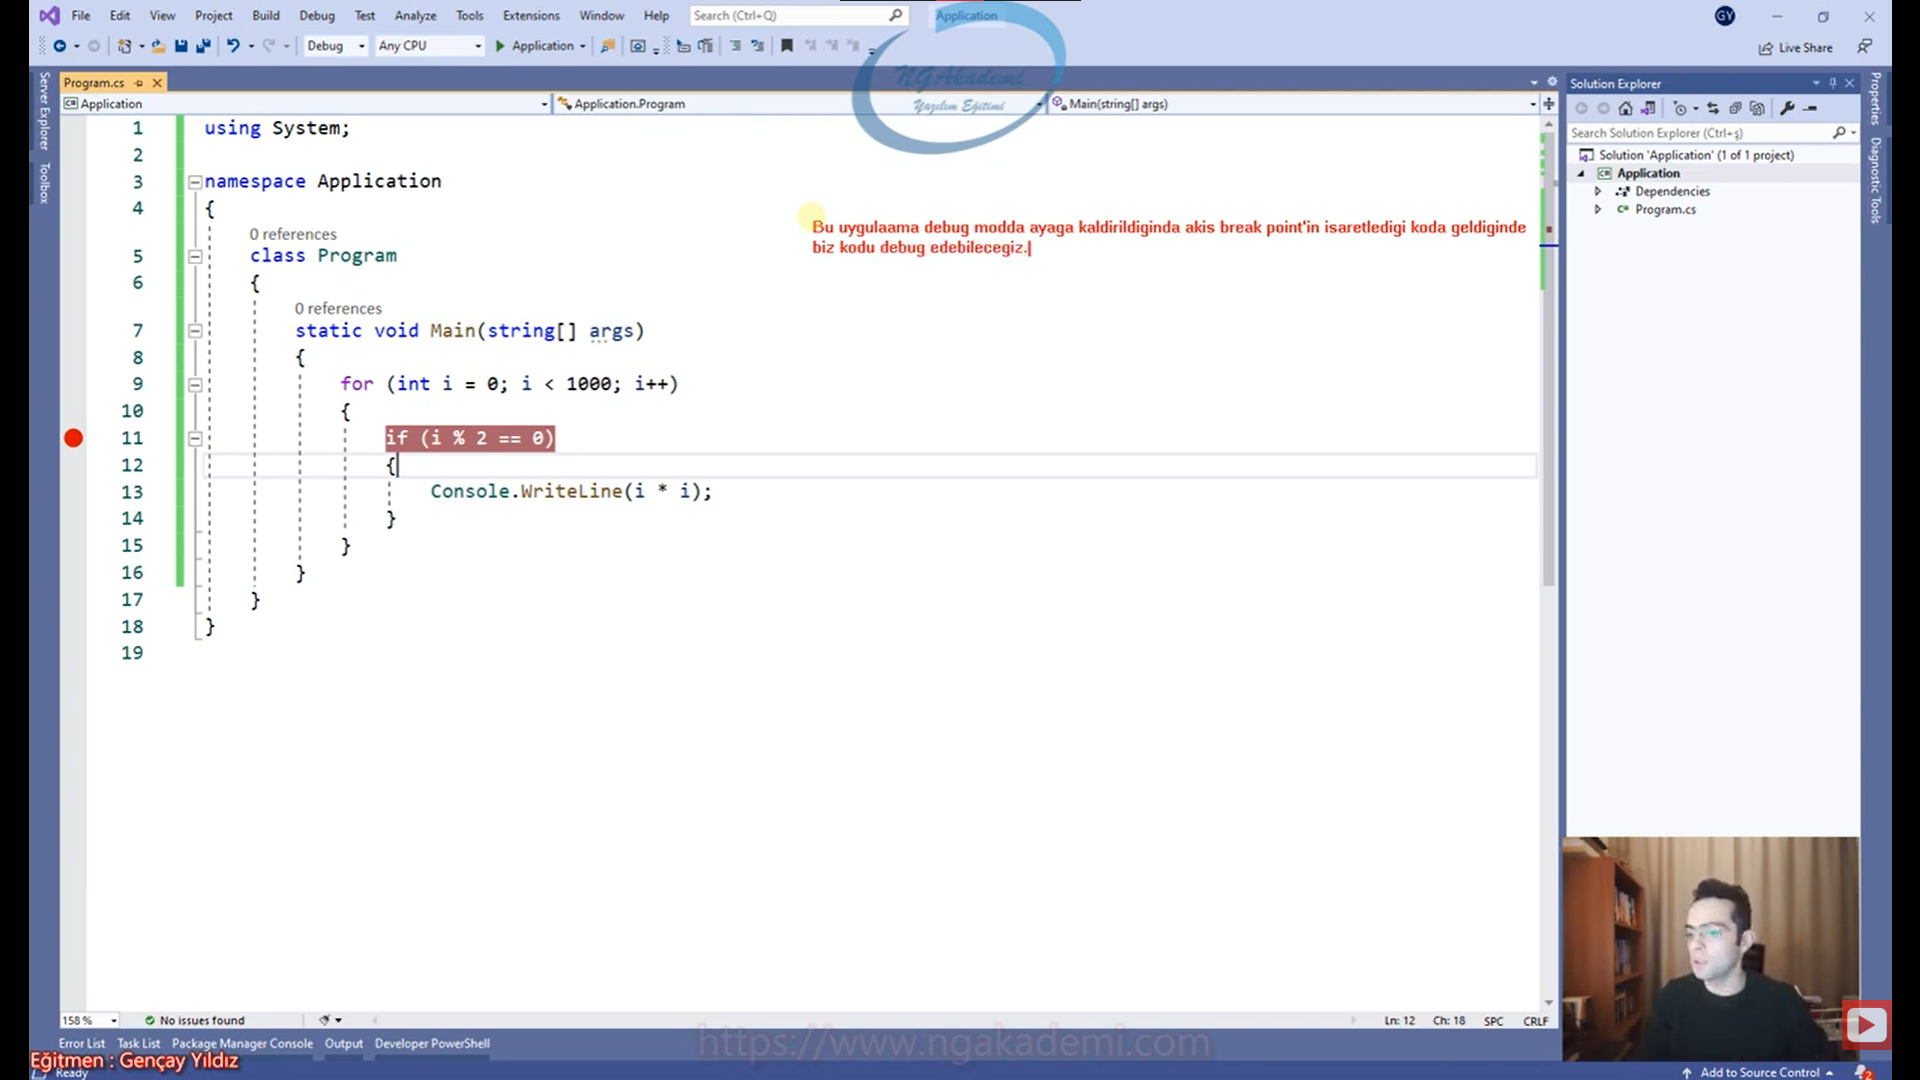 File Edit View Project Build Debug Test Analyze Tools Extensions Window Help Search (Ctrl+Q) Application GY
Debug Any CPU Application Live Share
Program.cs
Application Application.Program Main(string[] args)
NGAkademi
Yazılım Eğitimi
Server Explorer
Toolbox
1 using System;
2
3 namespace Application
4 {
0 references
5 class Program
6 {
0 references
7 static void Main(string[] args)
8 {
9 for (int i = 0; i < 1000; i++)
10 {
11 if (i % 2 == 0)
12 {
13 Console.WriteLine(i * i);
14 }
15 }
16 }
17 }
18 }
19
Bu uygulaama debug modda ayaga kaldirildiginda akis break point'in isaretledigi koda geldiginde
biz kodu debug edebilecegiz.
Solution Explorer
Search Solution Explorer (Ctrl+ş)
Solution 'Application' (1 of 1 project)
Application
Dependencies
Program.cs
Properties
Diagnostic Tools
158 % No issues found Ln: 12 Ch: 18 SPC CRLF
Error List Task List Package Manager Console Output Developer PowerShell
https://www.ngakademi.com
Eğitmen : Gençay Yıldız
Ready Add to Source Control 2